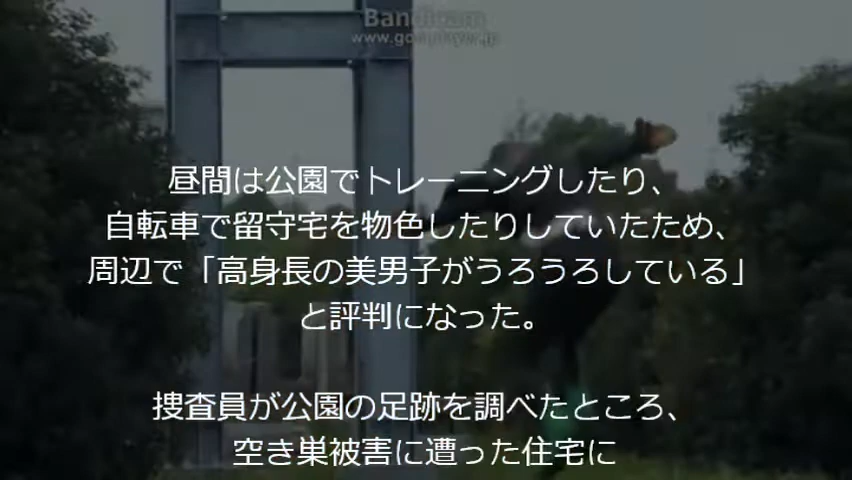 Bandicam
昼間は公園でトレーニングしたり、
自転車で留守宅を物色したりしていたため、
周辺で「高身長の美男子がうろうろしている」
と評判になった。
捜査員が公園の足跡を調べたところ、
空き巣被害に遭った住宅に